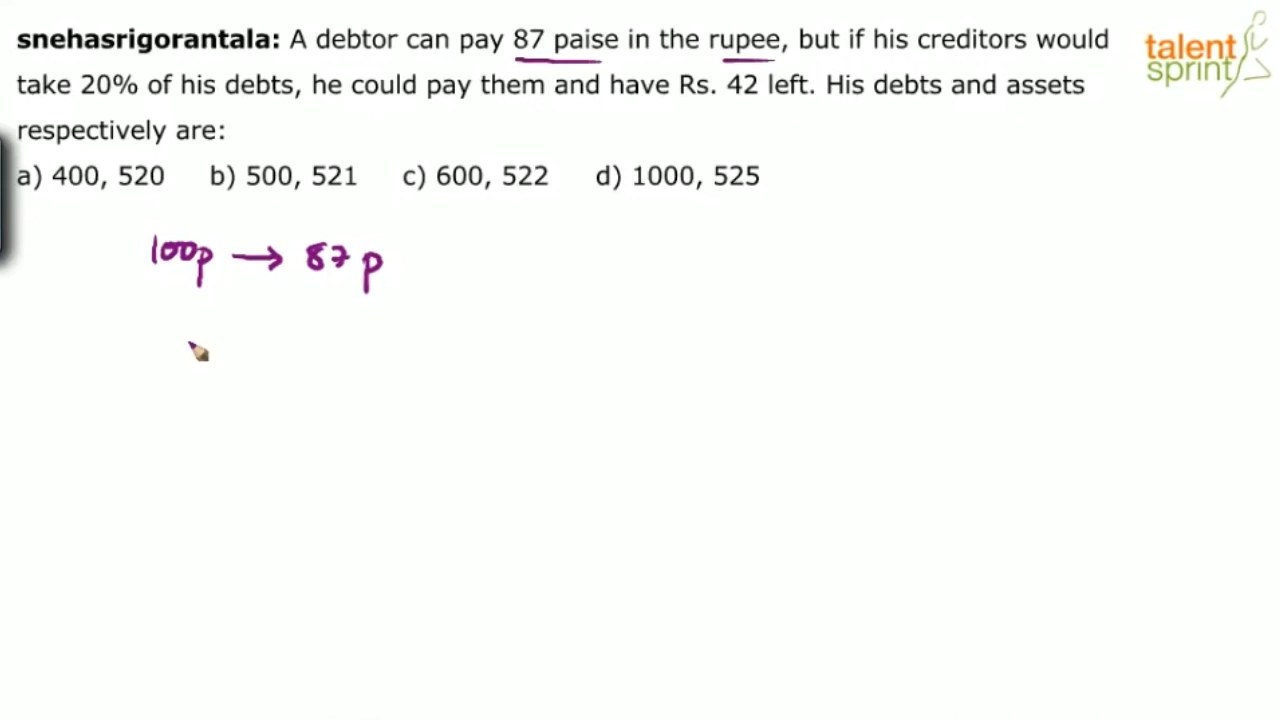 snehasrigorantala: A debtor can pay 87 paise in the rupee, but if his creditors would
take 20% of his debts, he could pay them and have Rs. 42 left. His debts and assets
respectively are:
a) 400, 520 b) 500, 521 c) 600, 522 d) 1000, 525
talent
sprint
100p → 87 p